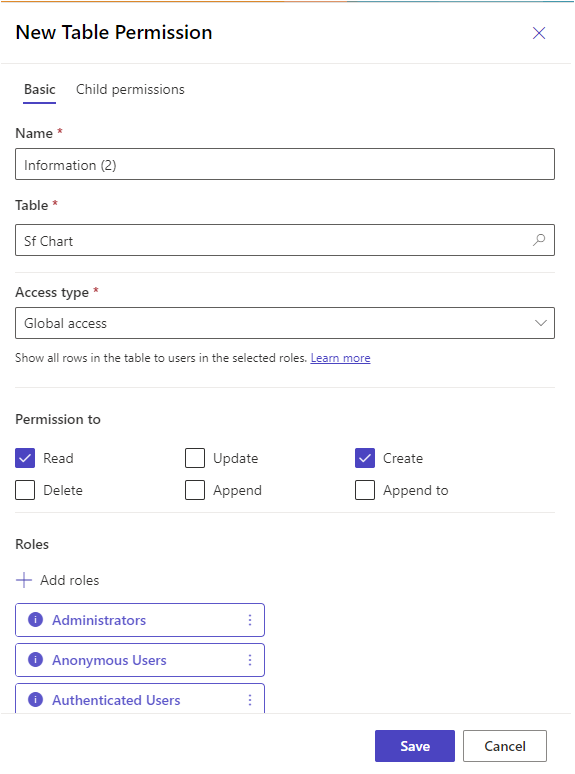 New Table Permission
Basic Child permissions
Name *
Information (2)
Table *
Sf Chart
Access type *
Global access
Show all rows in the table to users in the selected roles. Learn more
Permission to
Read Update Create
Delete Append Append to
Roles
Add roles
Administrators
Anonymous Users
Authenticated Users
Save Cancel